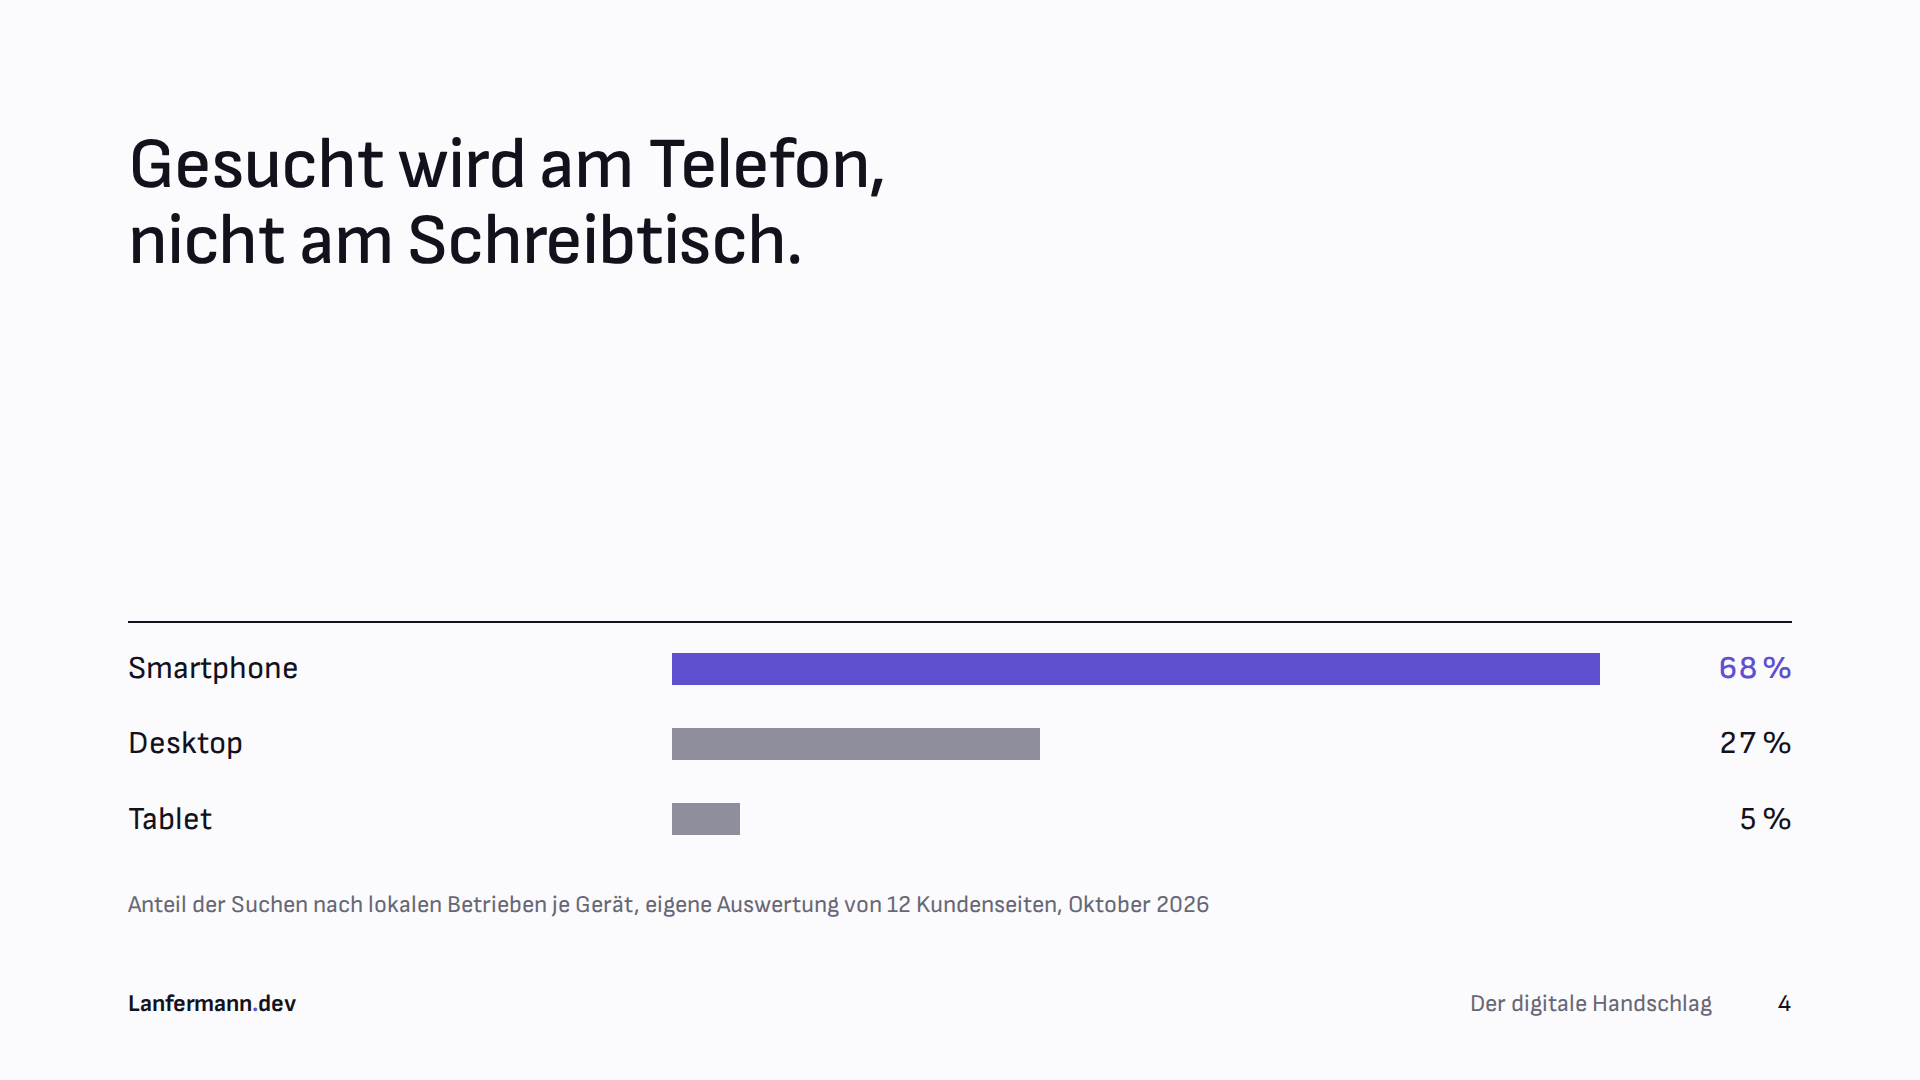 Gesucht wird am Telefon,
nicht am Schreibtisch.
Smartphone 68 %
Desktop 27 %
Tablet 5 %
Anteil der Suchen nach lokalen Betrieben je Gerät, eigene Auswertung von 12 Kundenseiten, Oktober 2026
Lanfermann.dev Der digitale Handschlag 4